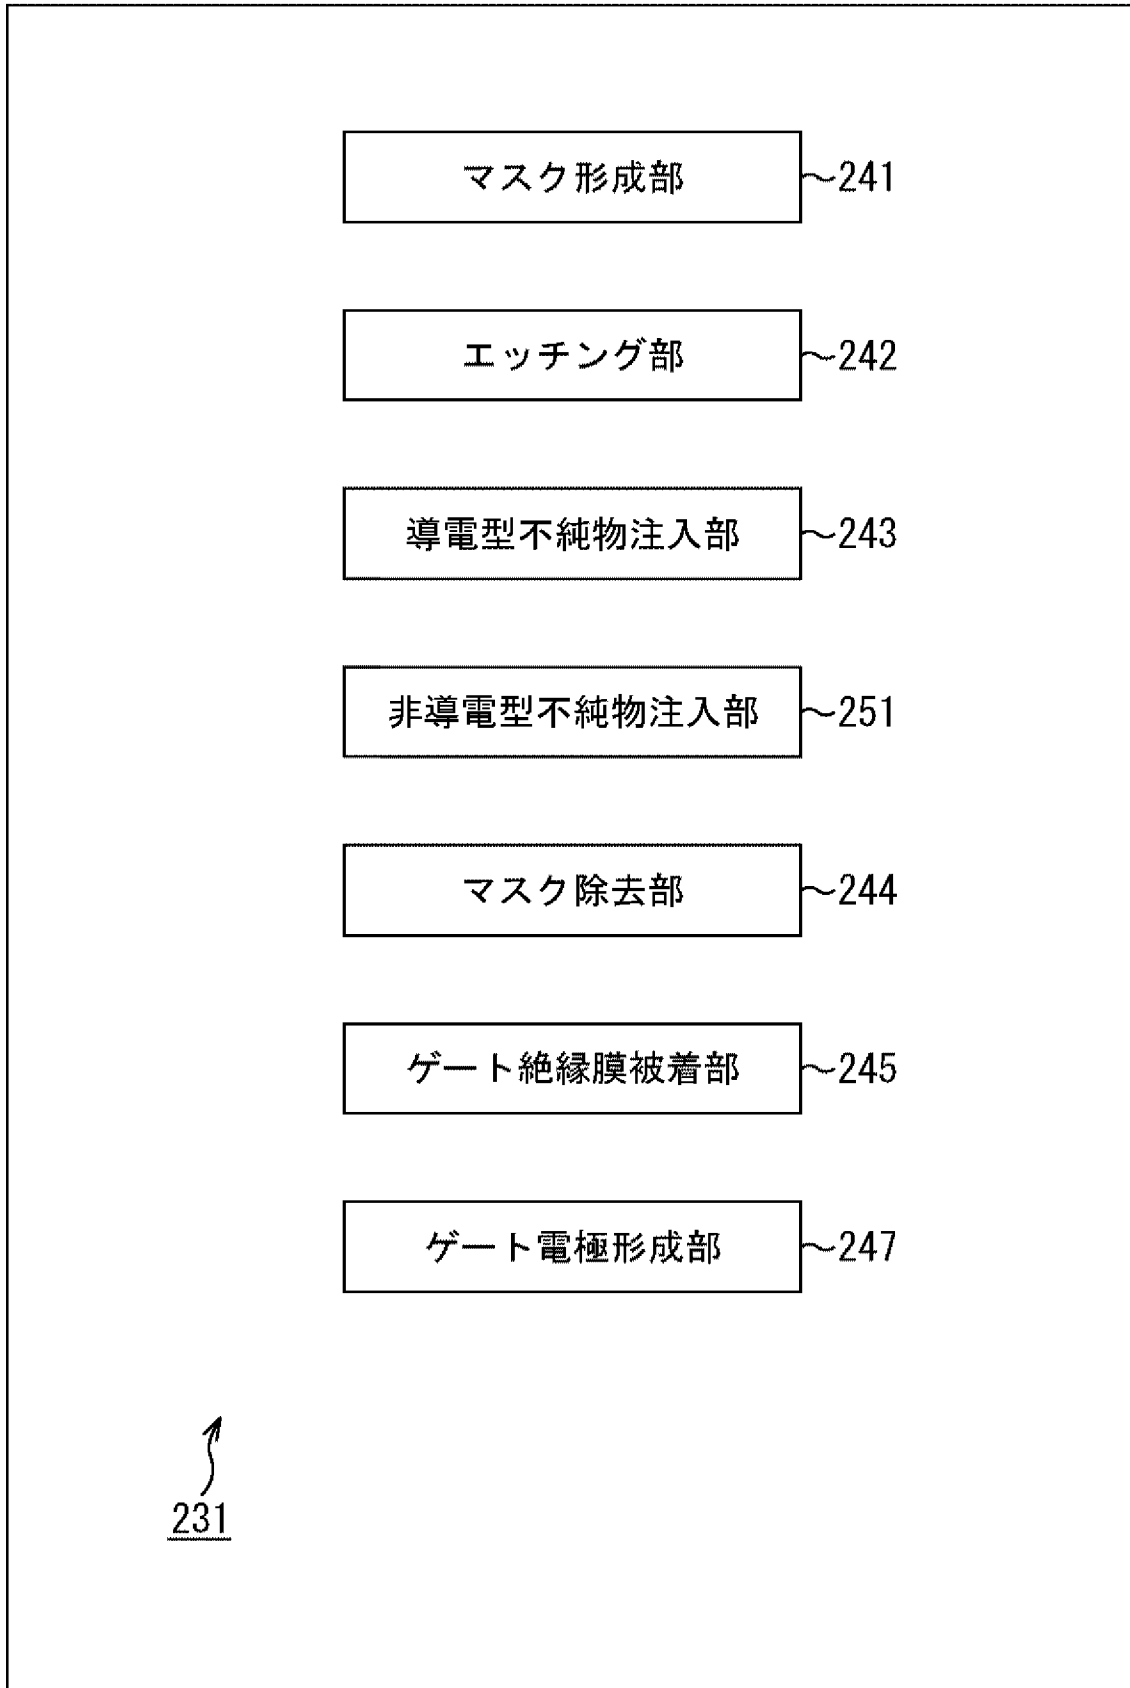 マスク形成部 241
エッチング部 242
導電型不純物注入部 243
非導電型不純物注入部 251
マスク除去部 244
ゲート絶縁膜被着部 245
ゲート電極形成部 247
231